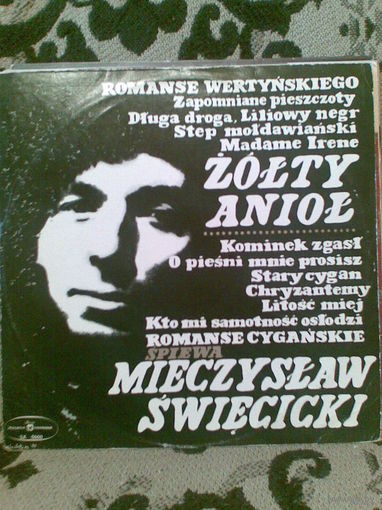 ROMANSE WERTYŃSKIEGO
Zapomniane pieszczoty
Długa droga, Liliowy negr
Step mołdawiański
Madame Irene
ŻÓŁTY
ANIOŁ
Kominek zgasł
O pieśni mnie prosisz
Stary cygan
Chryzantemy
Litość miej
Kto mi samotność osłodzi
ROMANSE CYGAŃSKIE
ŚPIEWA
MIECZYSŁAW
ŚWIĘCICKI